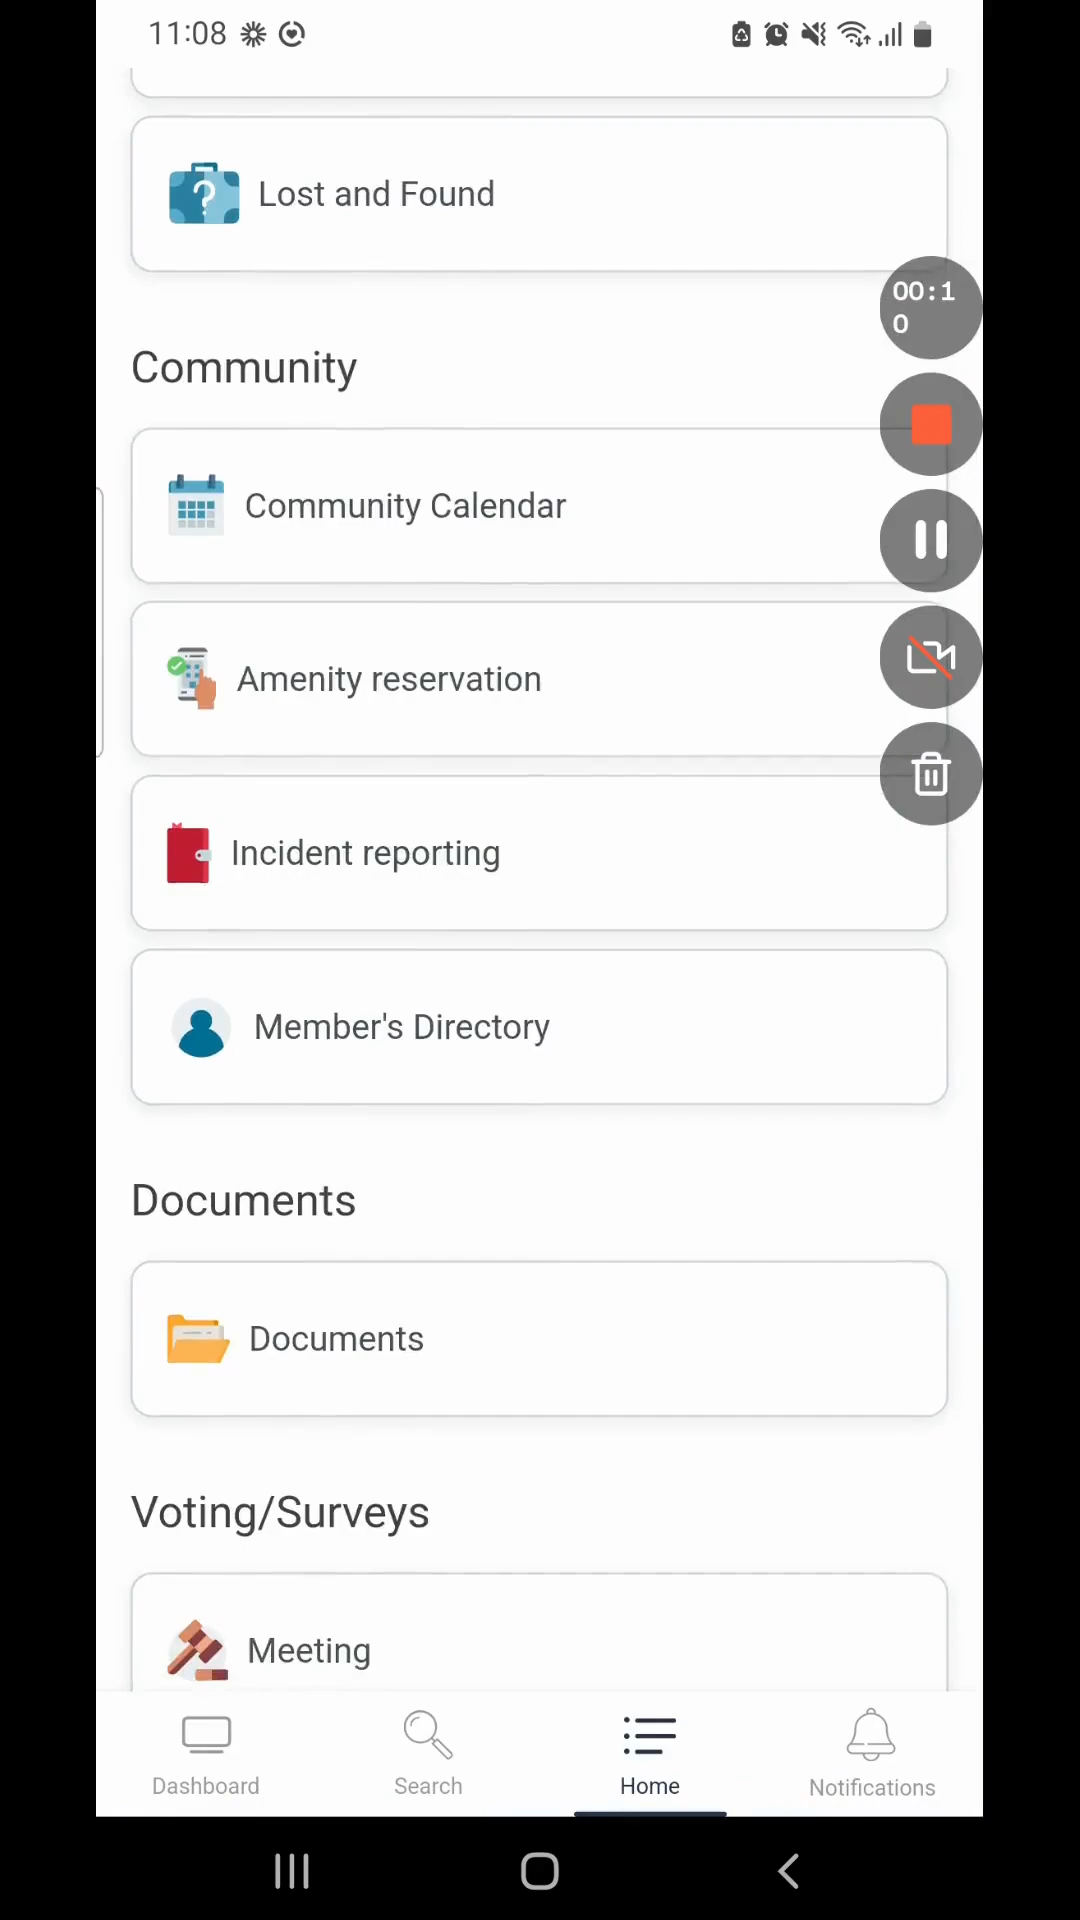 11:08
Lost and Found
00:1
0
Community
Community Calendar
Amenity reservation
Incident reporting
Member's Directory
Documents
Documents
Voting/Surveys
Meeting
Dashboard
Search
Home
Notifications